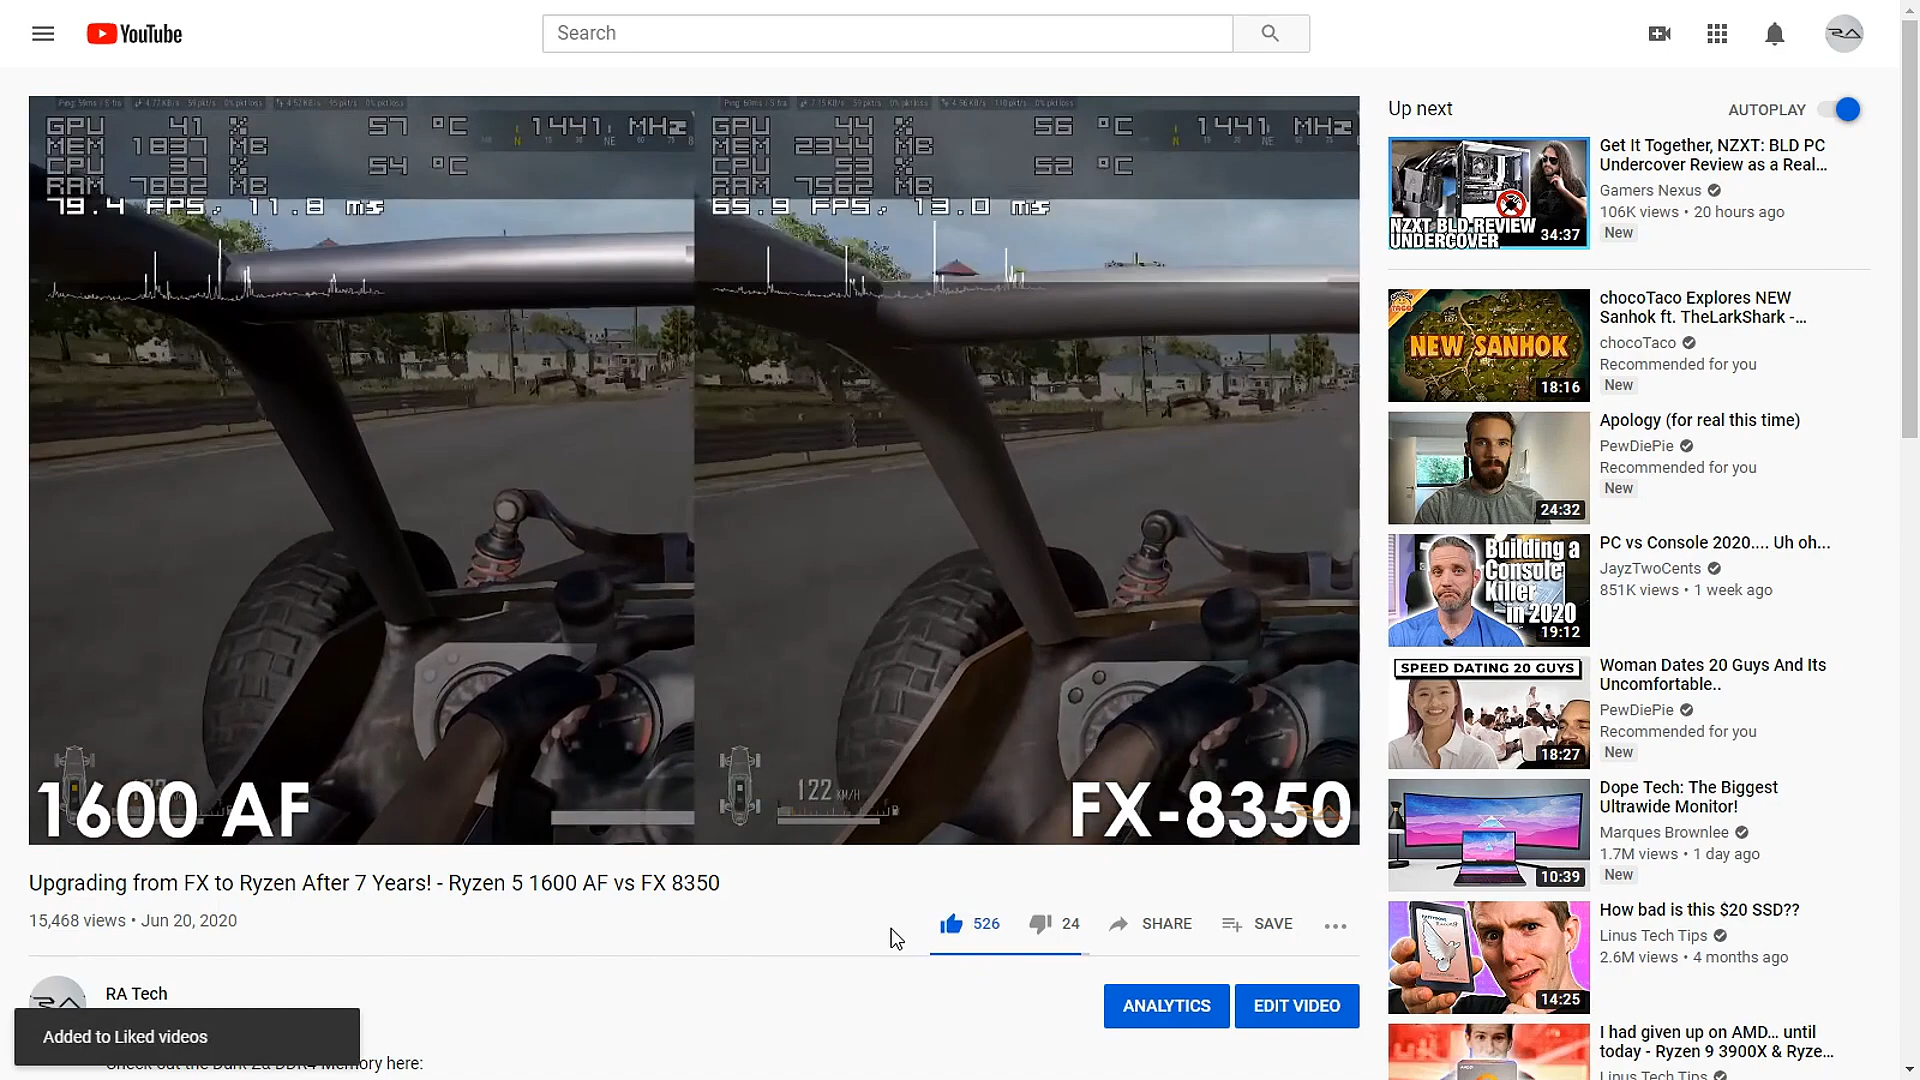 YouTube
Search
GPU 41 % 57 °C 1441 MHz
MEM 1837 MB
CPU 37 % 54 °C
RAM 7892 MB
79.4 FPS, 11.8 ms
GPU 44 % 56 °C 1441 MHz
MEM 2344 MB
CPU 53 % 52 °C
RAM 7562 MB
65.9 FPS, 13.0 ms
122 KM/H
1600 AF
FX-8350
Upgrading from FX to Ryzen After 7 Years! - Ryzen 5 1600 AF vs FX 8350
15,468 views • Jun 20, 2020
526
24
SHARE
SAVE
RA Tech
ANALYTICS
EDIT VIDEO
Added to Liked videos
Memory here:
Up next
AUTOPLAY
NZXT BLD REVIEW
UNDERCOVER
34:37
Get It Together, NZXT: BLD PC
Undercover Review as a Real...
Gamers Nexus
106K views • 20 hours ago
New
NEW SANHOK
18:16
chocoTaco Explores NEW
Sanhok ft. TheLarkShark -...
chocoTaco
Recommended for you
New
24:32
Apology (for real this time)
PewDiePie
Recommended for you
New
Building a
Console
Killer
in 2020
19:12
PC vs Console 2020.... Uh oh...
JayzTwoCents
851K views • 1 week ago
SPEED DATING 20 GUYS
18:27
Woman Dates 20 Guys And Its
Uncomfortable..
PewDiePie
Recommended for you
New
10:39
Dope Tech: The Biggest
Ultrawide Monitor!
Marques Brownlee
1.7M views • 1 day ago
New
14:25
How bad is this $20 SSD??
Linus Tech Tips
2.6M views • 4 months ago
I had given up on AMD... until
today - Ryzen 9 3900X & Ryze...
Linus Tech Tips